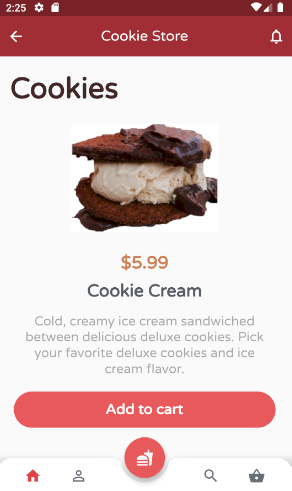 2:25
Cookie Store
Cookies
$5.99
Cookie Cream
Cold, creamy ice cream sandwiched
between delicious deluxe cookies. Pick
your favorite deluxe cookies and ice
cream flavor.
Add to cart